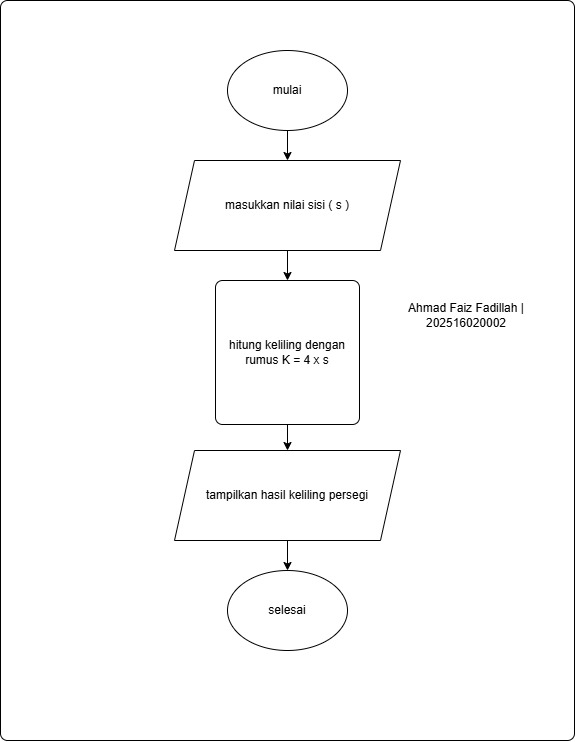 mulai
masukkan nilai sisi ( s )
hitung keliling dengan
rumus K = 4 x s
Ahmad Faiz Fadillah |
202516020002
tampilkan hasil keliling persegi
selesai